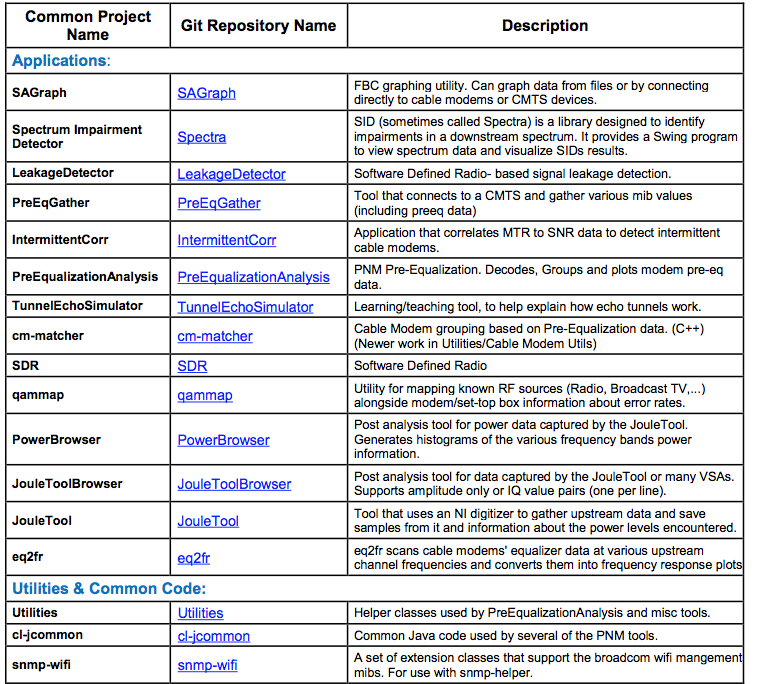 Common Project Name Git Repository Name Description
Applications:
SAGraph SAGraph FBC graphing utility. Can graph data from files or by connecting
directly to cable modems or CMTS devices.
Spectrum Impairment Detector Spectra SID (sometimes called Spectra) is a library designed to identify
impairments in a downstream spectrum. It provides a Swing program
to view spectrum data and visualize SIDs results.
LeakageDetector LeakageDetector Software Defined Radio- based signal leakage detection.
PreEqGather PreEqGather Tool that connects to a CMTS and gather various mib values
(including preeq data)
IntermittentCorr IntermittentCorr Application that correlates MTR to SNR data to detect intermittent
cable modems.
PreEqualizationAnalysis PreEqualizationAnalysis PNM Pre-Equalization. Decodes, Groups and plots modem pre-eq
data.
TunnelEchoSimulator TunnelEchoSimulator Learning/teaching tool, to help explain how echo tunnels work.
cm-matcher cm-matcher Cable Modem grouping based on Pre-Equalization data. (C++)
(Newer work in Utilities/Cable Modem Utils)
SDR SDR Software Defined Radio
qammap qammap Utility for mapping known RF sources (Radio, Broadcast TV,...)
alongside modem/set-top box information about error rates.
PowerBrowser PowerBrowser Post analysis tool for power data captured by the JouleTool.
Generates histograms of the various frequency bands power
information.
JouleToolBrowser JouleToolBrowser Post analysis tool for data captured by the JouleTool or many VSAs.
Supports amplitude only or IQ value pairs (one per line).
JouleTool JouleTool Tool that uses an NI digitizer to gather upstream data and save
samples from it and information about the power levels encountered.
eq2fr eq2fr eq2fr scans cable modems' equalizer data at various upstream
channel frequencies and converts them into frequency response plots
Utilities & Common Code:
Utilities Utilities Helper classes used by PreEqualizationAnalysis and misc tools.
cl-jcommon cl-jcommon Common Java code used by several of the PNM tools.
snmp-wifi snmp-wifi A set of extension classes that support the broadcom wifi mangement
mibs. For use with snmp-helper.